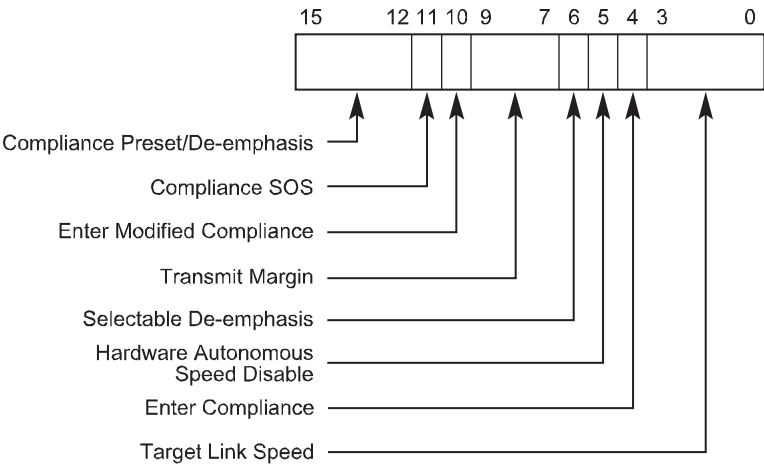 15 12 11 10 9 7 6 5 4 3 0
Compliance Preset/De-emphasis
Compliance SOS
Enter Modified Compliance
Transmit Margin
Selectable De-emphasis
Hardware Autonomous
Speed Disable
Enter Compliance
Target Link Speed